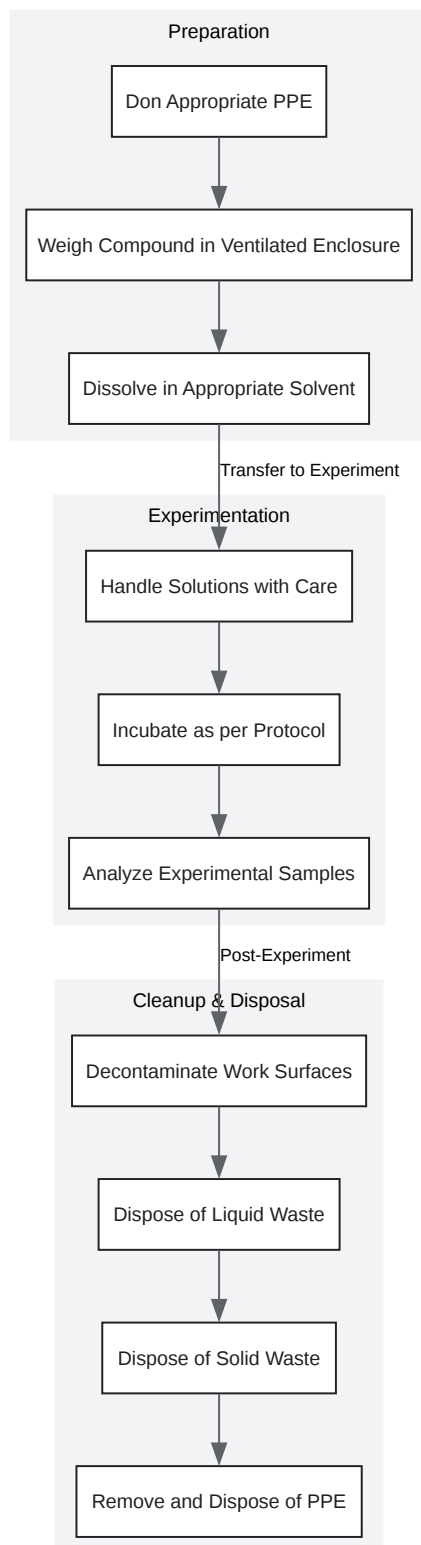 Preparation
Don Appropriate PPE
Weigh Compound in Ventilated Enclosure
Dissolve in Appropriate Solvent
Transfer to Experiment
Experimentation
Handle Solutions with Care
Incubate as per Protocol
Analyze Experimental Samples
Post-Experiment
Cleanup & Disposal
Decontaminate Work Surfaces
Dispose of Liquid Waste
Dispose of Solid Waste
Remove and Dispose of PPE